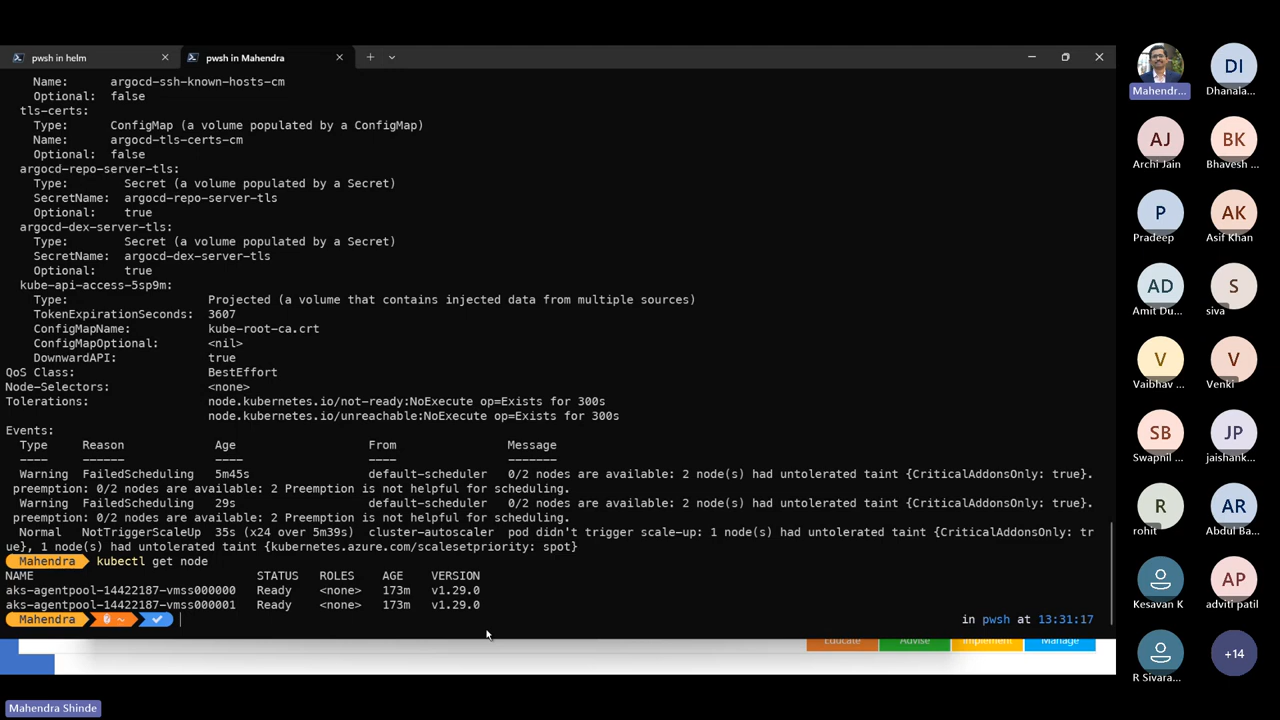 pwsh in helm
pwsh in Mahendra
Name: argocd-ssh-known-hosts-cm
Optional: false
tls-certs:
Type: ConfigMap (a volume populated by a ConfigMap)
Name: argocd-tls-certs-cm
Optional: false
argocd-repo-server-tls:
Type: Secret (a volume populated by a Secret)
SecretName: argocd-repo-server-tls
Optional: true
argocd-dex-server-tls:
Type: Secret (a volume populated by a Secret)
SecretName: argocd-dex-server-tls
Optional: true
kube-api-access-5sp9m:
Type: Projected (a volume that contains injected data from multiple sources)
TokenExpirationSeconds: 3607
ConfigMapName: kube-root-ca.crt
ConfigMapOptional: <nil>
DownwardAPI: true
QoS Class: BestEffort
Node-Selectors: <none>
Tolerations: node.kubernetes.io/not-ready:NoExecute op=Exists for 300s
node.kubernetes.io/unreachable:NoExecute op=Exists for 300s
Events:
Type Reason Age From Message
---- ------ ---- ---- -------
Warning FailedScheduling 5m45s default-scheduler 0/2 nodes are available: 2 node(s) had untolerated taint {CriticalAddonsOnly: true}.
preemption: 0/2 nodes are available: 2 Preemption is not helpful for scheduling.
Warning FailedScheduling 29s default-scheduler 0/2 nodes are available: 2 node(s) had untolerated taint {CriticalAddonsOnly: true}.
preemption: 0/2 nodes are available: 2 Preemption is not helpful for scheduling.
Normal NotTriggerScaleUp 35s (x24 over 5m39s) cluster-autoscaler pod didn't trigger scale-up: 1 node(s) had untolerated taint {CriticalAddonsOnly: tr
ue}, 1 node(s) had untolerated taint {kubernetes.azure.com/scalesetpriority: spot}
Mahendra kubectl get node
NAME STATUS ROLES AGE VERSION
aks-agentpool-14422187-vmss000000 Ready <none> 173m v1.29.0
aks-agentpool-14422187-vmss000001 Ready <none> 173m v1.29.0
Mahendra ~ in pwsh at 13:31:17
Educate Advise Implement Manage
Mahendra Shinde
Mahendr...
DI
Dhanala...
AJ
Archi Jain
BK
Bhavesh ...
P
Pradeep
AK
Asif Khan
AD
Amit Du...
S
siva
V
Vaibhav ...
V
Venki
SB
Swapnil ...
JP
jaishank...
R
rohit
AR
Abdul Ba...
Kesavan K
AP
adviti patil
R Sivara...
+14